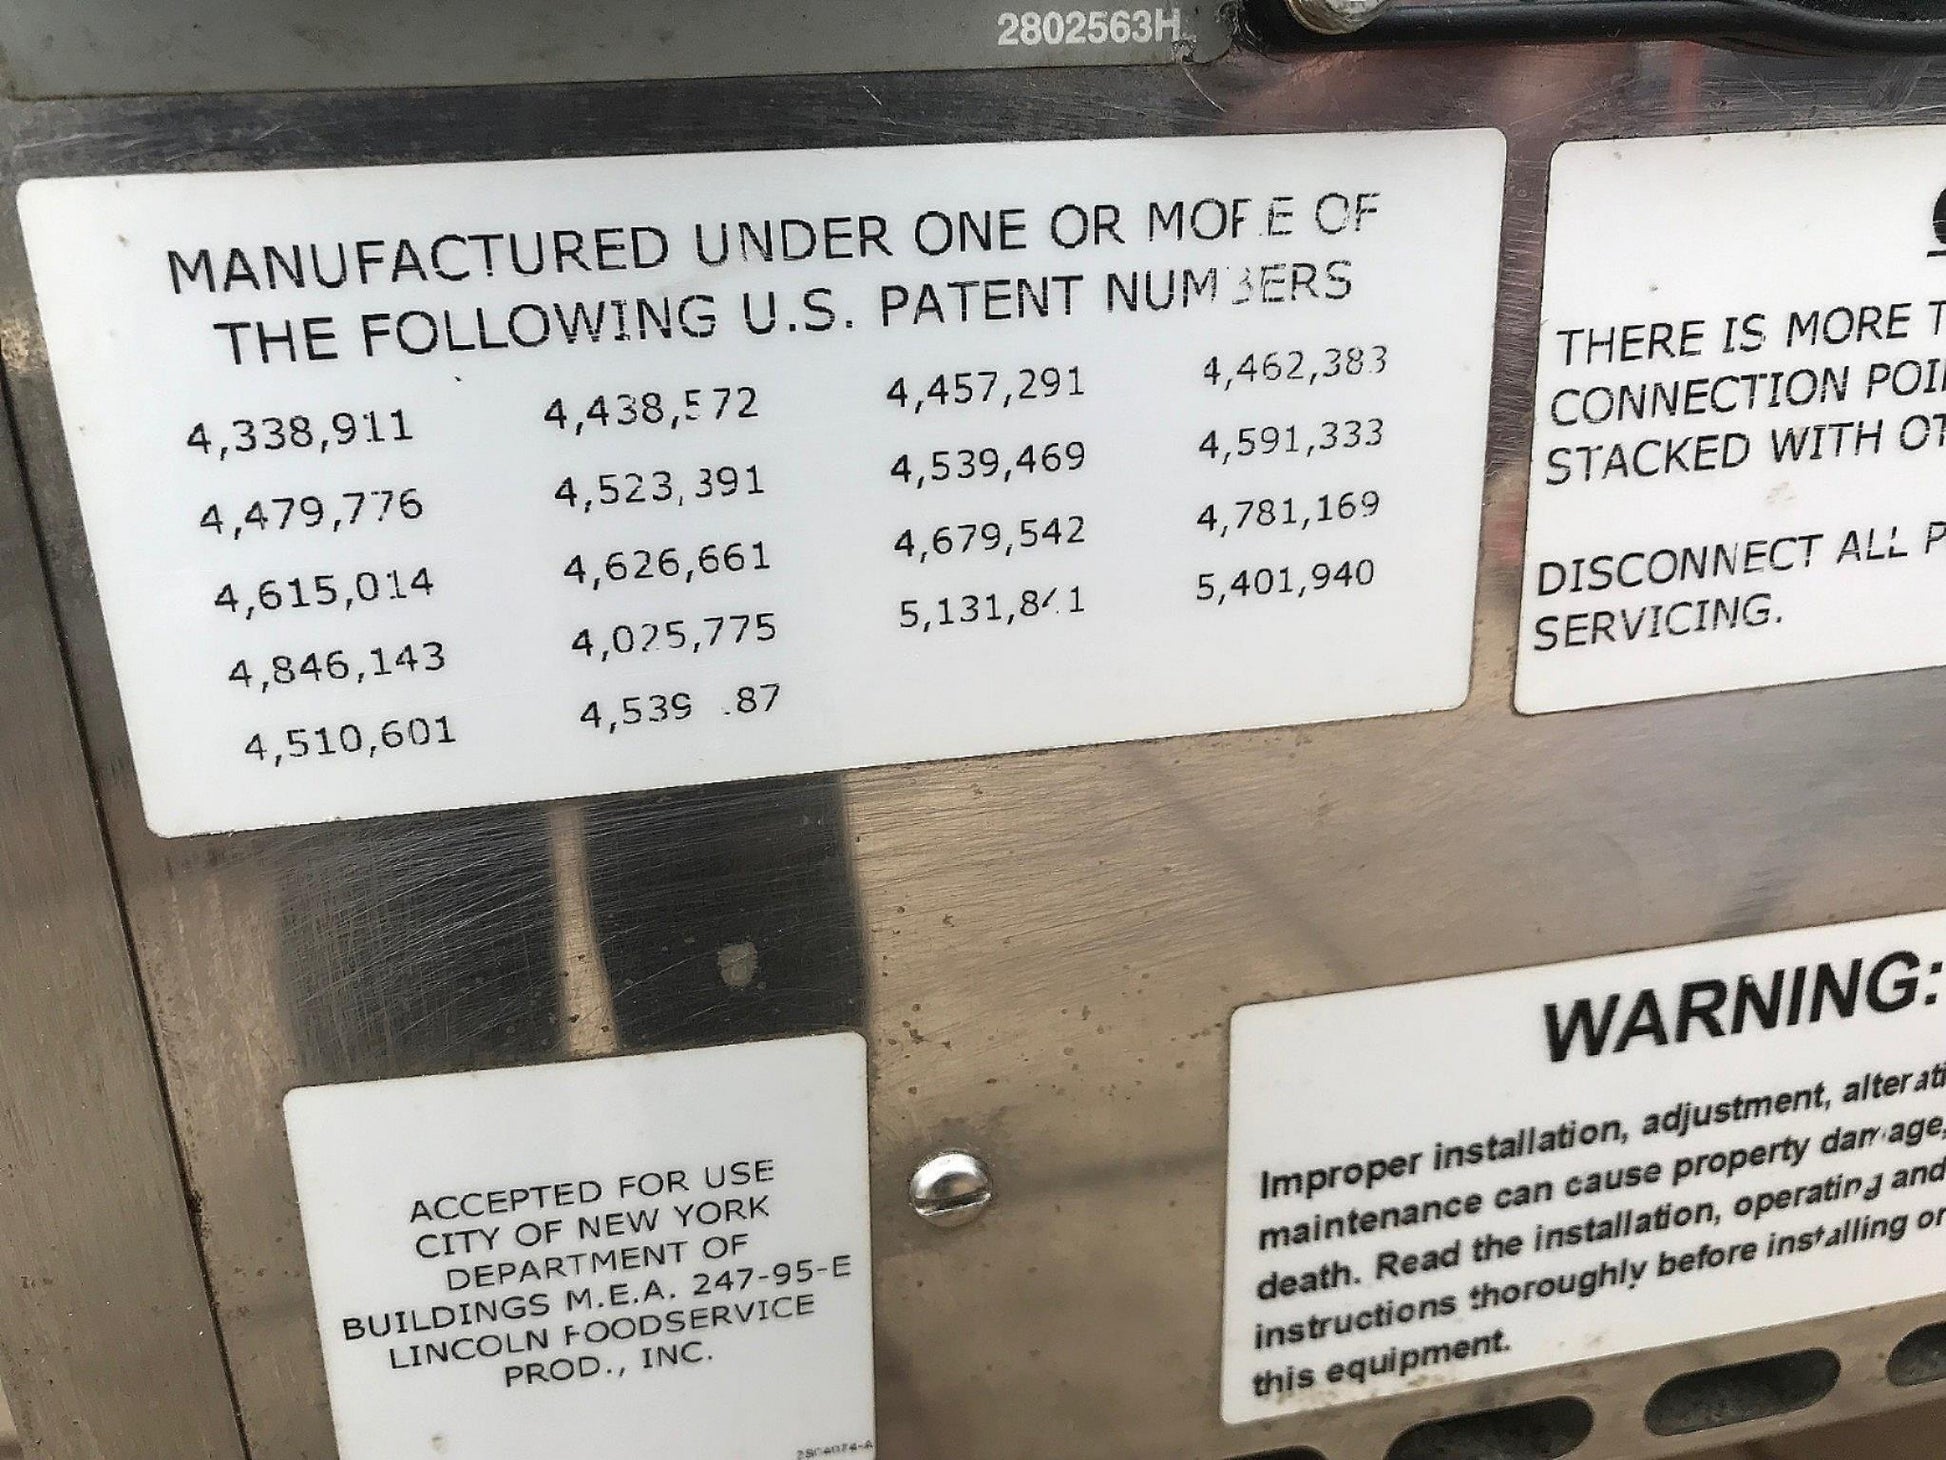 2802563H
MANUFACTURED UNDER ONE OR MORE OF
THE FOLLOWING U.S. PATENT NUMBERS
4,338,911 4,438,572 4,457,291 4,462,383
4,479,776 4,523,391 4,539,469 4,591,333
4,615,014 4,626,661 4,679,542 4,781,169
4,846,143 4,025,775 5,401,940
4,510,601
THERE IS MORE
CONNECTION
STACKED WITH
DISCONNECT ALL
SERVICING.
ACCEPTED FOR USE
CITY OF NEW YORK
DEPARTMENT OF
BUILDINGS M.E.A. 247-95-E
LINCOLN FOODSERVICE
PROD., INC.
WARNING:
Improper installation, adjustment,
maintenance can cause property damage,
death. Read the installation, operating and
instructions thoroughly before installing or
this equipment.